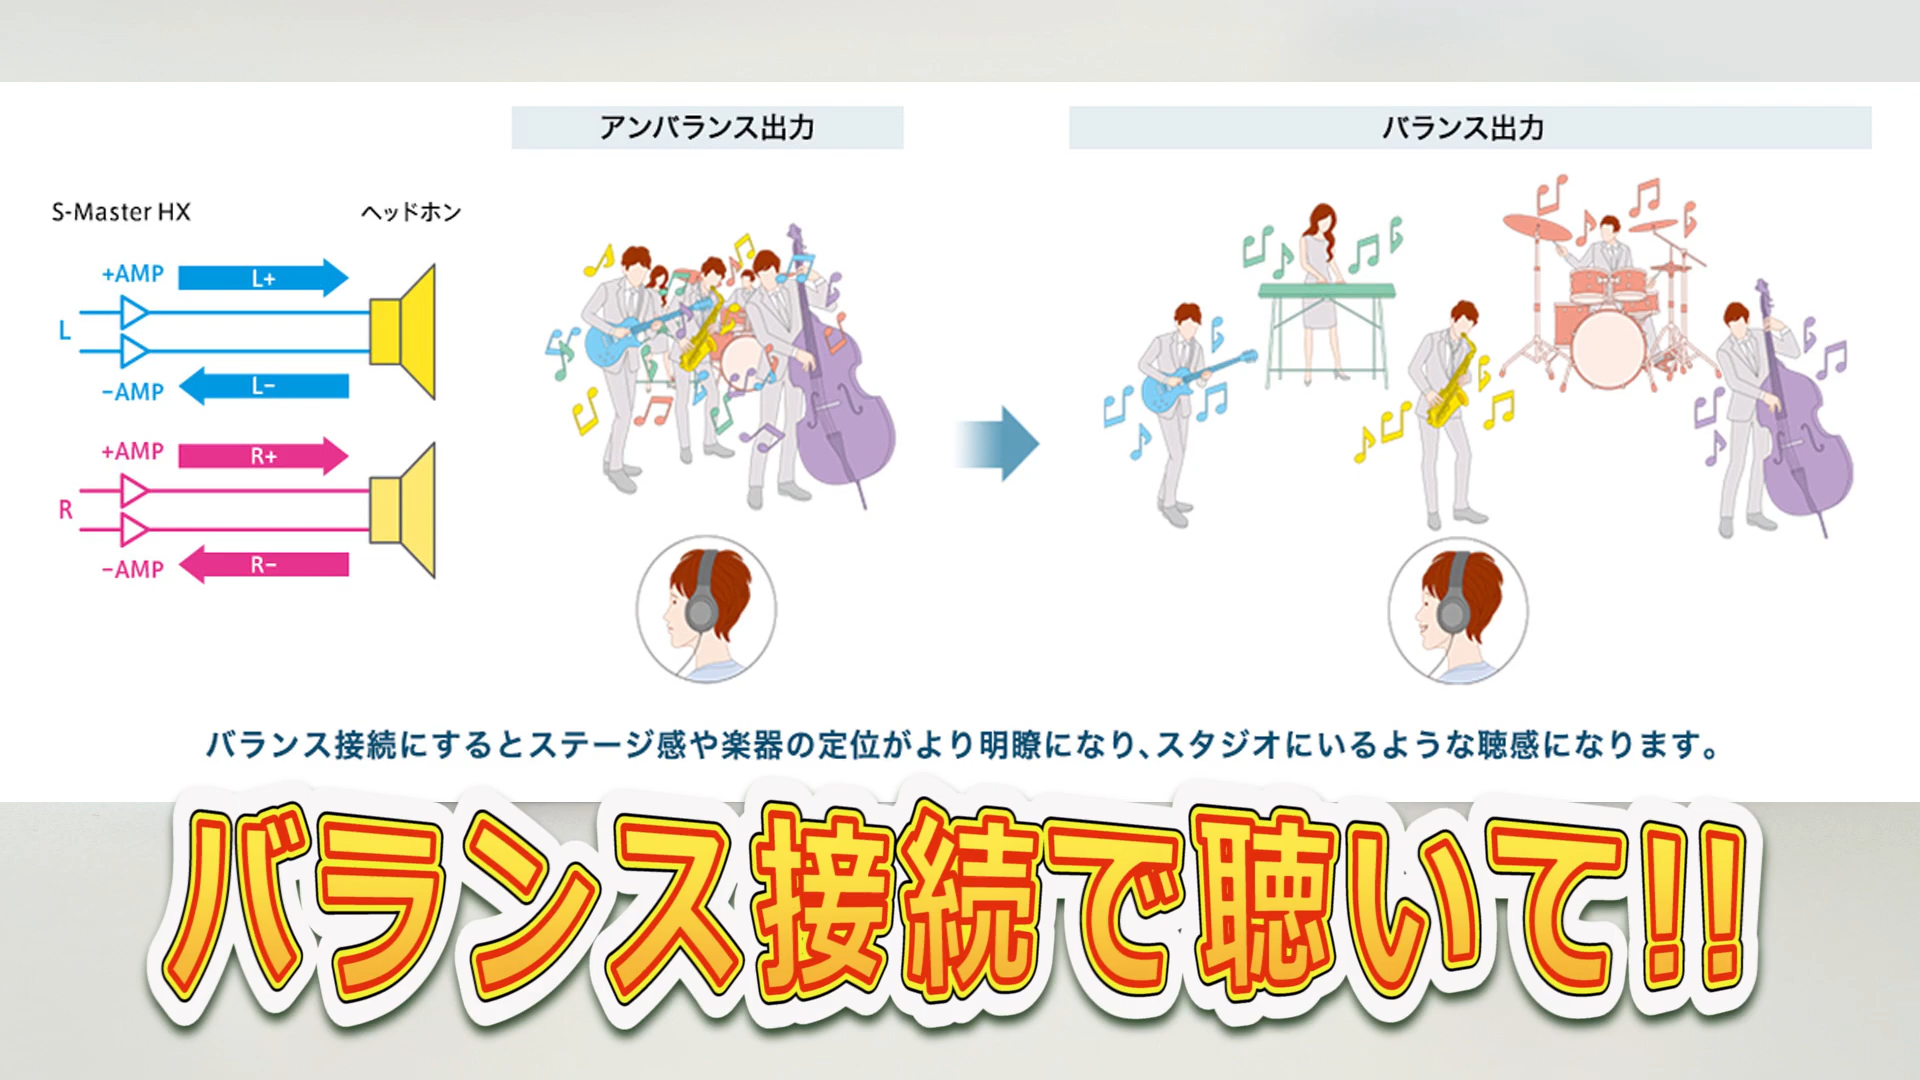 アンバランス出力
バランス出力
S-Master HX
ヘッドホン
+AMP
L+
L
−AMP
L−
+AMP
R+
R
−AMP
R−
バランス接続にするとステージ感や楽器の定位がより明瞭になり、スタジオにいるような聴感になります。
バランス接続で聴いて!!